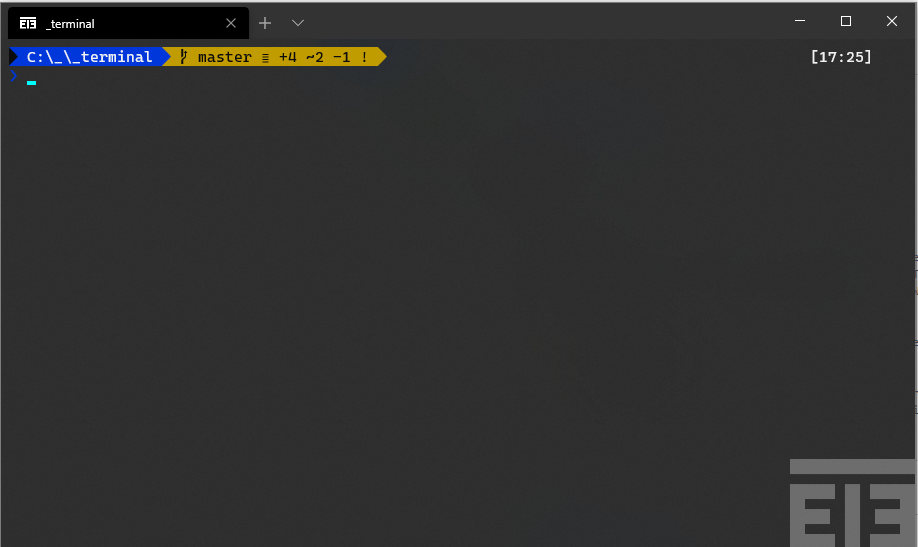 _terminal
C:\_\_terminal master ≡ +4 ~2 -1 ! [17:25]
❯